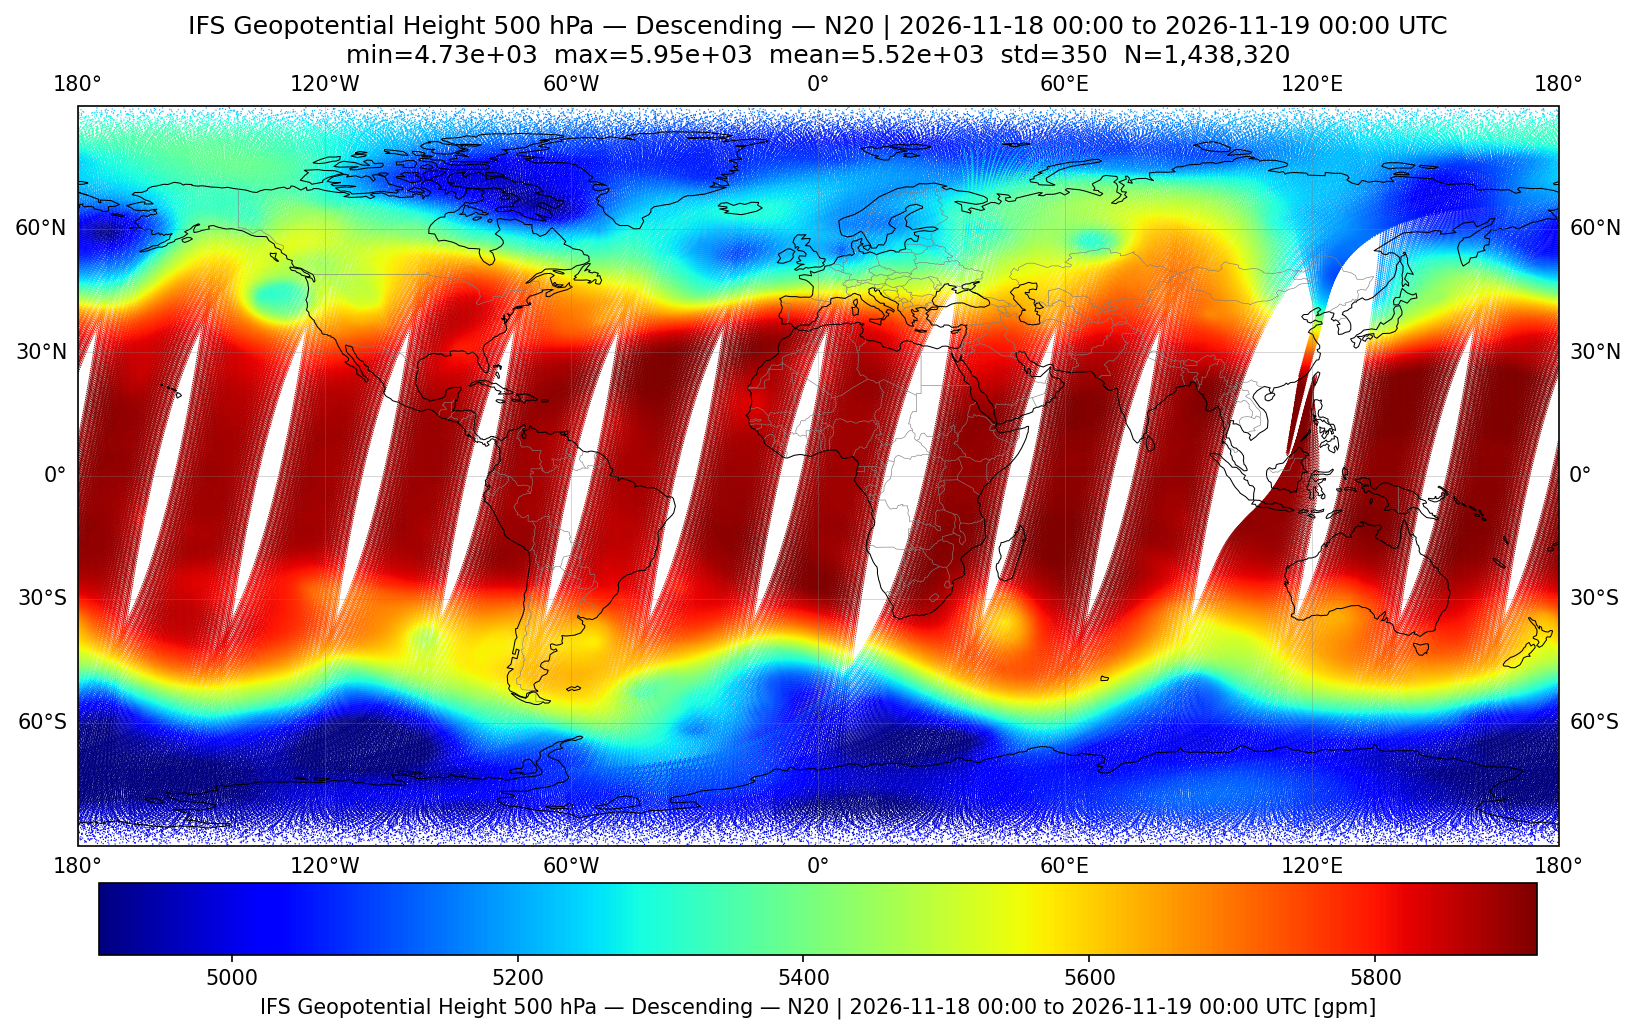 IFS Geopotential Height 500 hPa — Descending — N20 | 2026-11-18 00:00 to 2026-11-19 00:00 UTC
min=4.73e+03 max=5.95e+03 mean=5.52e+03 std=350 N=1,438,320
180° 120°W 60°W 0° 60°E 120°E 180°
60°N 60°N
30°N 30°N
0° 0°
30°S 30°S
60°S 60°S
180° 120°W 60°W 0° 60°E 120°E 180°
5000 5200 5400 5600 5800
IFS Geopotential Height 500 hPa — Descending — N20 | 2026-11-18 00:00 to 2026-11-19 00:00 UTC [gpm]